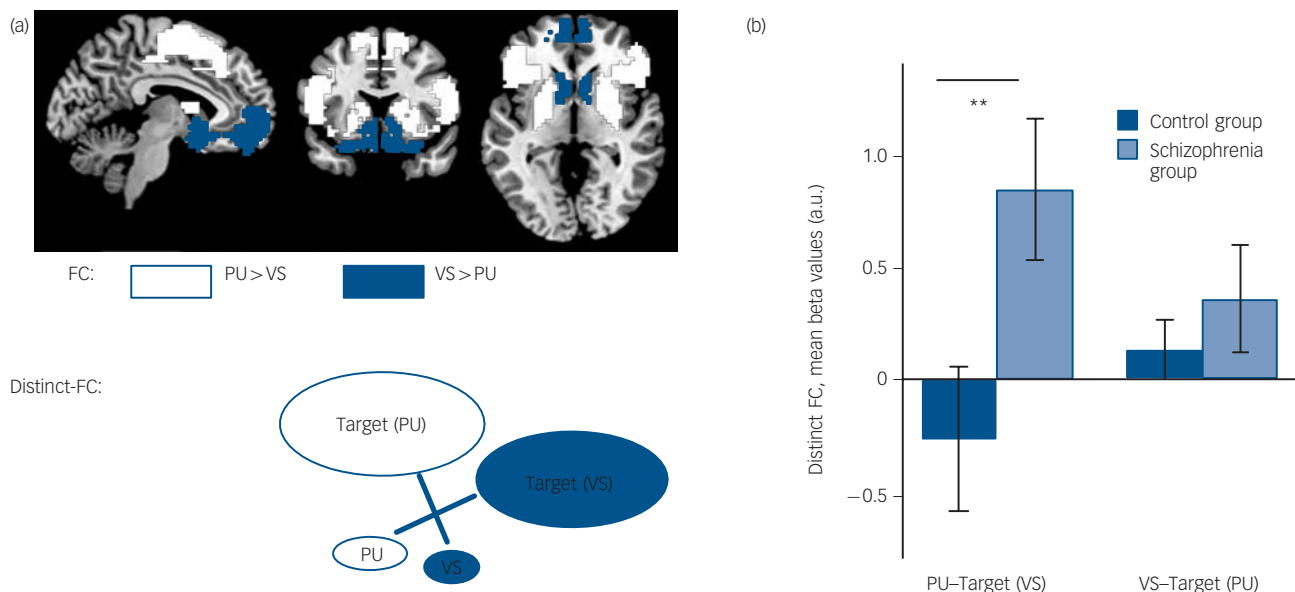 (a)
FC:
PU > VS
VS > PU
Distinct-FC:
Target (PU)
Target (VS)
PU
VS
(b)
Distinct FC, mean beta values (a.u.)
1.0
0.5
0
−0.5
**
Control group
Schizophrenia
group
PU–Target (VS)
VS–Target (PU)